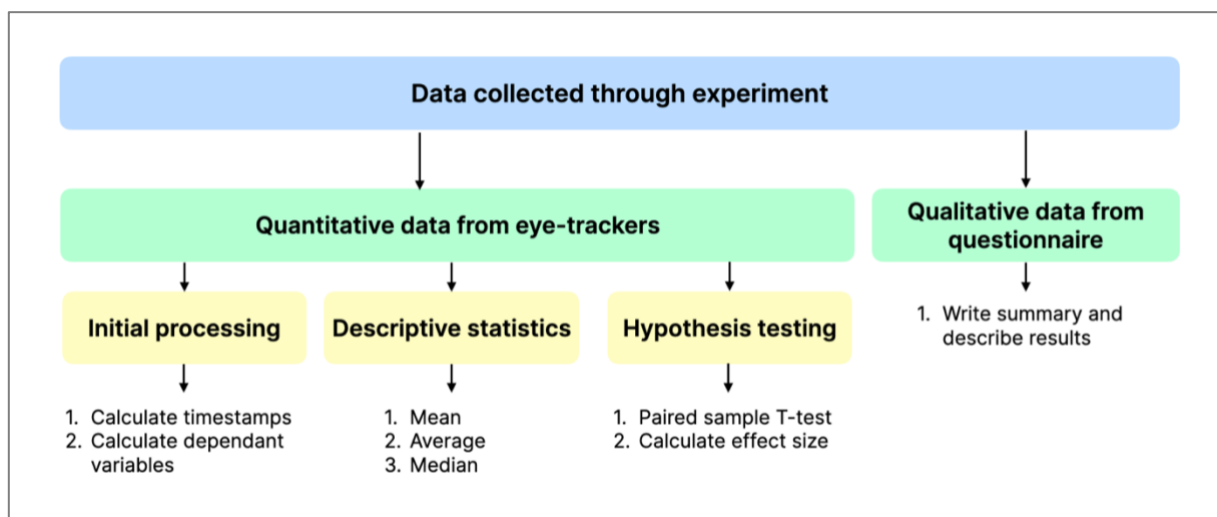 Data collected through experiment
Quantitative data from eye-trackers
Qualitative data from
questionnaire
Initial processing
Descriptive statistics
Hypothesis testing
1. Write summary and
describe results
1. Calculate timestamps
2. Calculate dependant
variables
1. Mean
2. Average
3. Median
1. Paired sample T-test
2. Calculate effect size